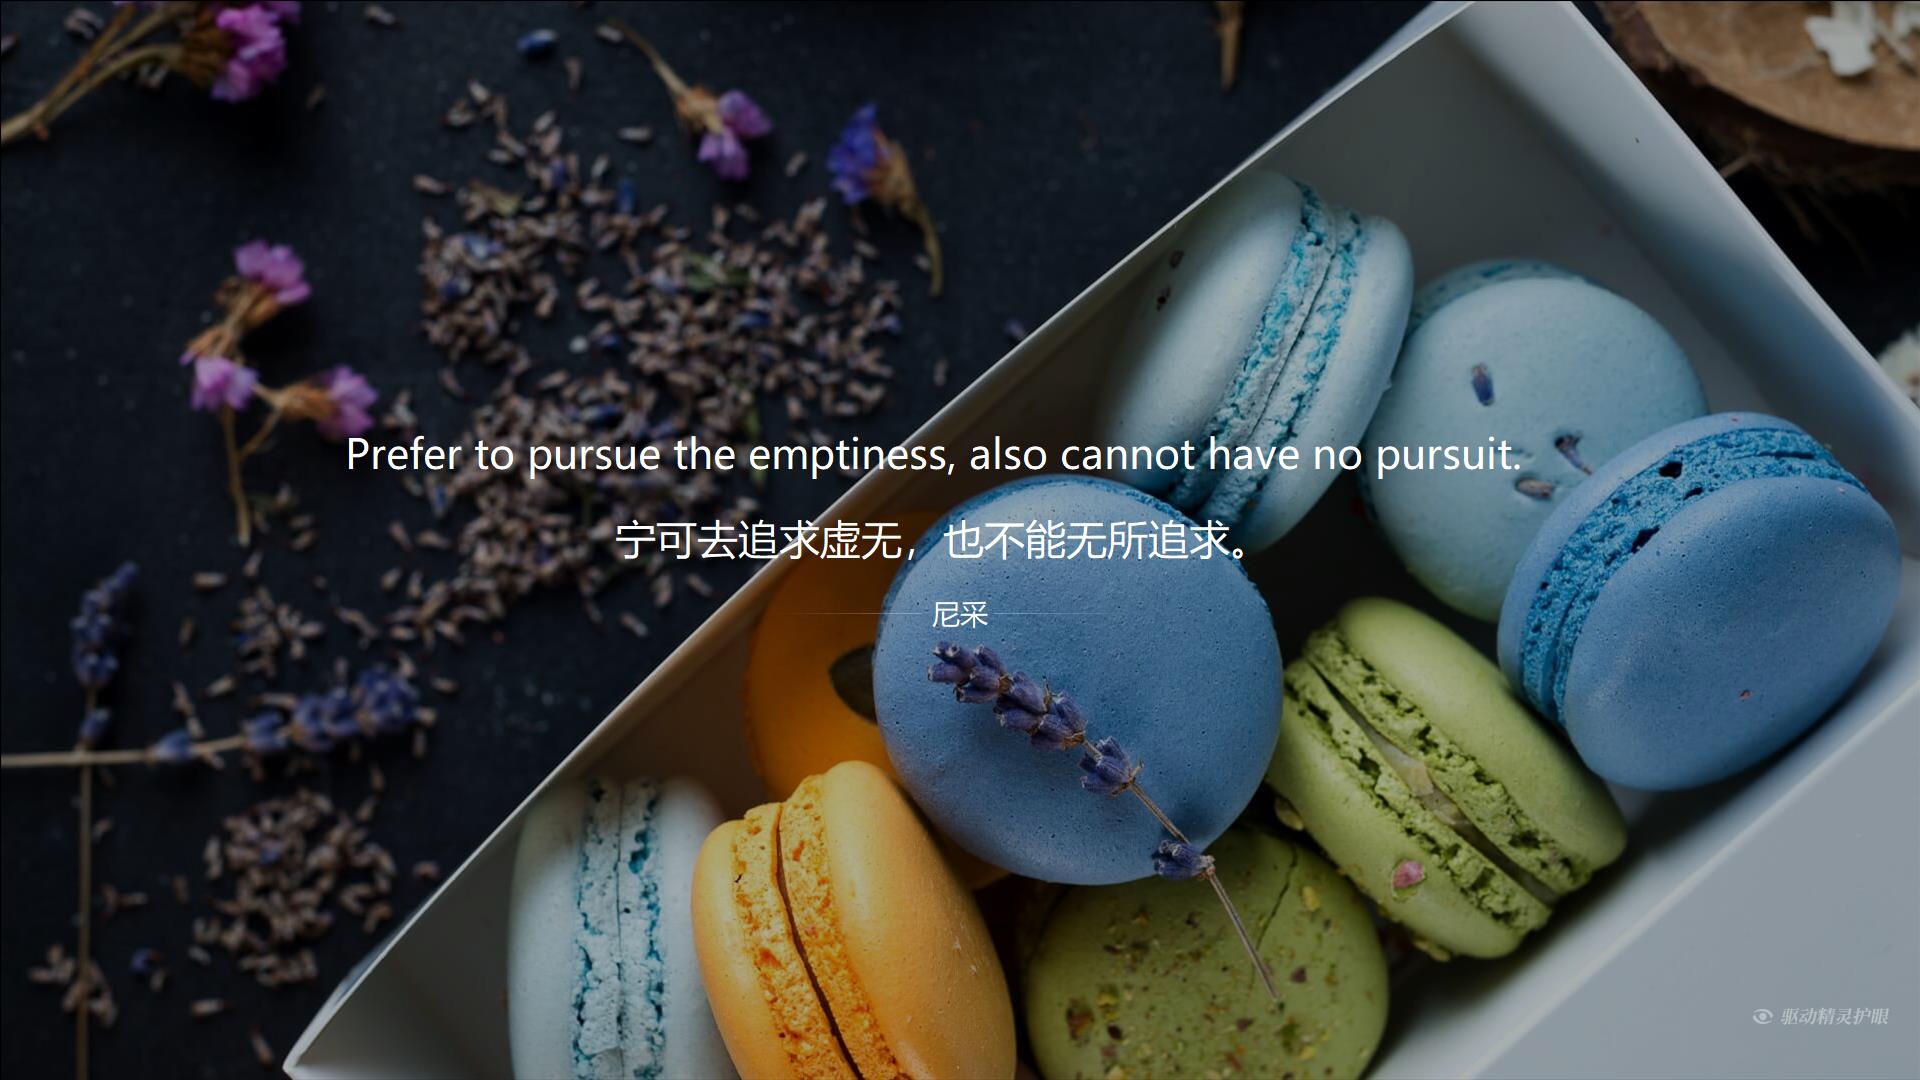 Prefer to pursue the emptiness, also cannot have no pursuit.
宁可去追求虚无，也不能无所追求。
尼采
驱动精灵护眼